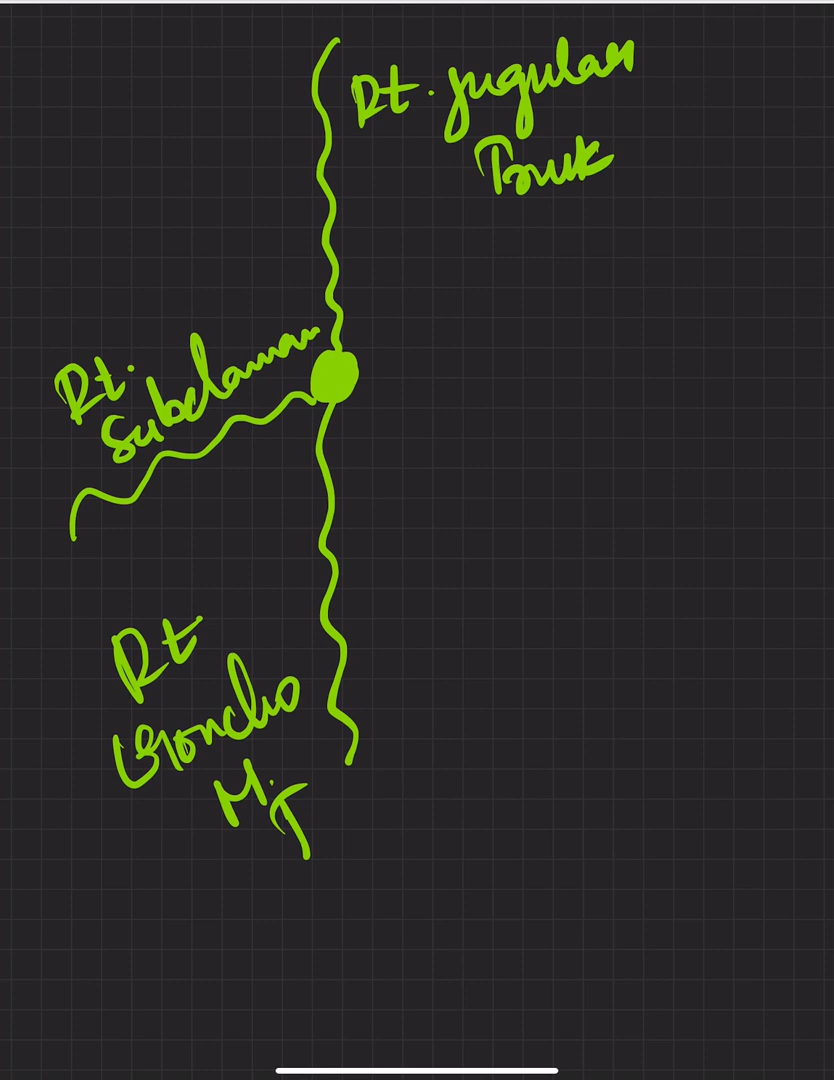 Rt. jugular
Trunk
Rt.
Subclavian
Rt
Broncho
M.T